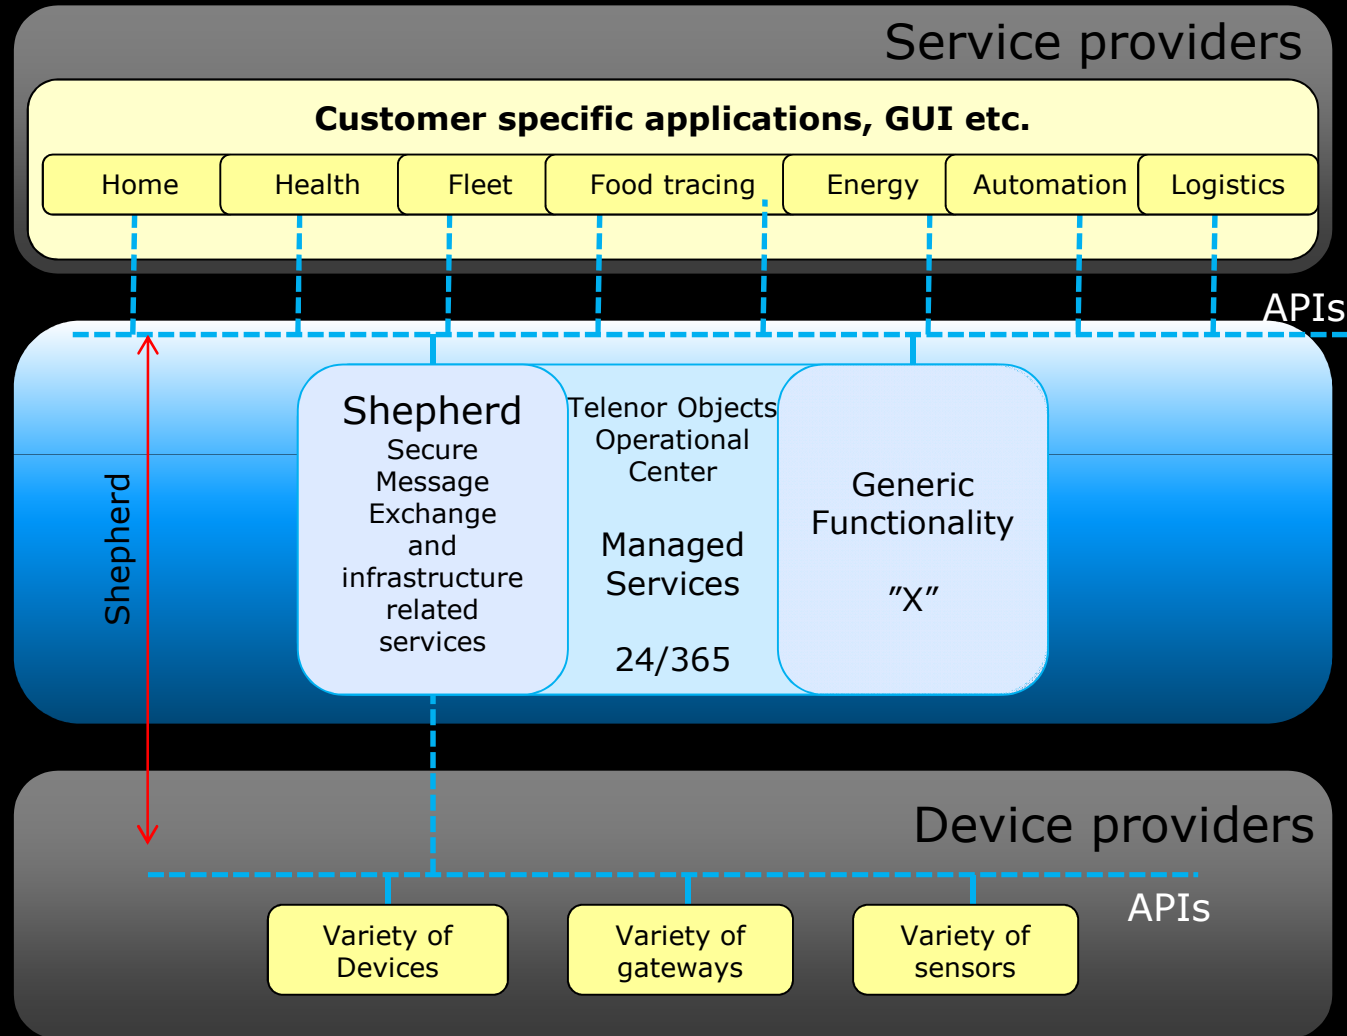 Service providers
Customer specific applications, GUI etc.
Home
Health
Fleet
Food tracing
Energy
Automation
Logistics
APIs
Shepherd
Shepherd
Secure
Message
Exchange
and
infrastructure
related
services
Telenor Objects
Operational
Center
Managed
Services
24/365
Generic
Functionality
”X”
Device providers
APIs
Variety of
Devices
Variety of
gateways
Variety of
sensors